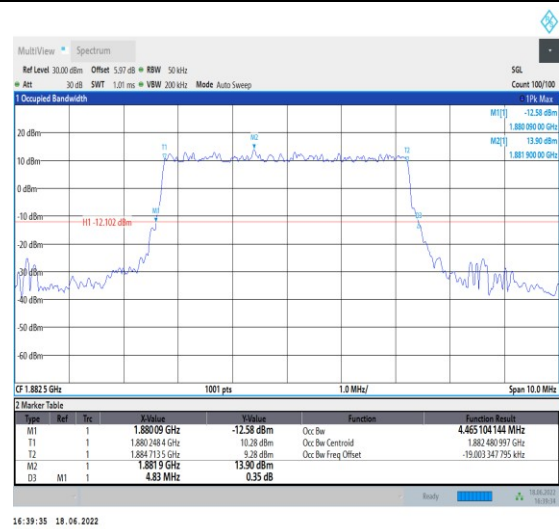 MultiView Spectrum
Ref Level 30.00 dBm Offset 5.97 dB RBW 50 kHz SGL
Att 30 dB SWT 1.01 ms VBW 200 kHz Mode Auto Sweep Count 100/100
1 Occupied Bandwidth 1Pk Max
M1[1] -12.58 dBm
1.880 090 00 GHz
M2[1] 13.90 dBm
1.881 900 00 GHz
20 dBm
M2
T1
T2
10 dBm
0 dBm
-10 dBm
M1
D3
H1 -12.102 dBm
-20 dBm
-30 dBm
-40 dBm
-50 dBm
-60 dBm
CF 1.882 5 GHz 1001 pts 1.0 MHz/ Span 10.0 MHz
2 Marker Table
Type Ref Trc X-Value Y-Value Function Function Result
M1 1 1.880 09 GHz -12.58 dBm Occ Bw 4.465 104 144 MHz
T1 1 1.880 248 4 GHz 10.28 dBm Occ Bw Centroid 1.882 480 997 GHz
T2 1 1.884 713 5 GHz 9.28 dBm Occ Bw Freq Offset -19.003 347 795 kHz
M2 1 1.881 9 GHz 13.90 dBm
D3 M1 1 4.83 MHz 0.35 dB
Ready 18.06.2022
16:39:34
16:39:35 18.06.2022